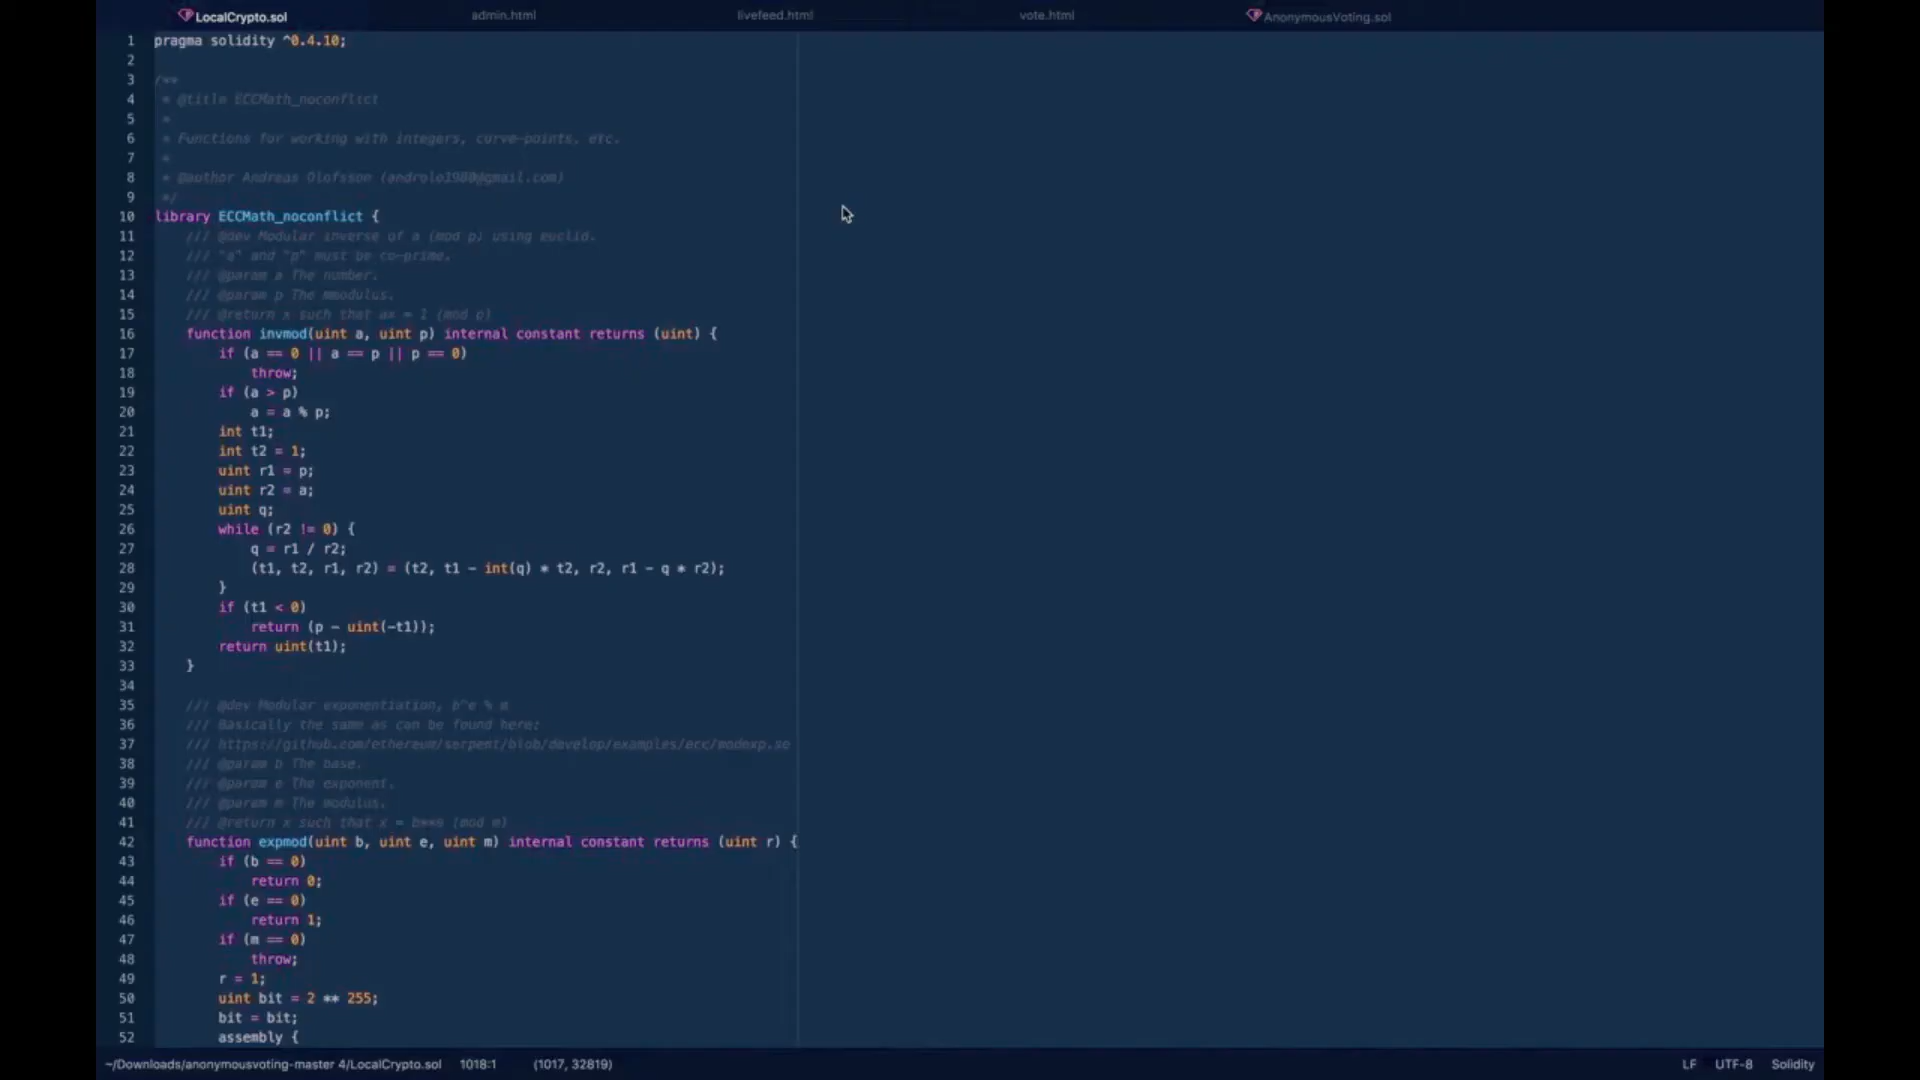 LocalCrypto.sol admin.html livefeed.html vote.html AnonymousVoting.sol
1 pragma solidity ^0.4.10;
2
3 /**
4 * @title ECCMath_noconflict
5 *
6 * Functions for working with integers, curve-points, etc.
7 *
8 * @author Andreas Olofsson (androlo1980@gmail.com)
9 */
10 library ECCMath_noconflict {
11 /// @dev Modular inverse of a (mod p) using euclid.
12 /// "a" and "p" must be co-prime.
13 /// @param a The number.
14 /// @param p The mmodulus.
15 /// @return x such that ax = 1 (mod p)
16 function invmod(uint a, uint p) internal constant returns (uint) {
17 if (a == 0 || a == p || p == 0)
18 throw;
19 if (a > p)
20 a = a % p;
21 int t1;
22 int t2 = 1;
23 uint r1 = p;
24 uint r2 = a;
25 uint q;
26 while (r2 != 0) {
27 q = r1 / r2;
28 (t1, t2, r1, r2) = (t2, t1 - int(q) * t2, r2, r1 - q * r2);
29 }
30 if (t1 < 0)
31 return (p - uint(-t1));
32 return uint(t1);
33 }
34
35 /// @dev Modular exponentiation, b^e % m
36 /// Basically the same as can be found here:
37 /// https://github.com/ethereum/serpent/blob/develop/examples/ecc/modexp.se
38 /// @param b The base.
39 /// @param e The exponent.
40 /// @param m The modulus.
41 /// @return x such that x = b**e (mod m)
42 function expmod(uint b, uint e, uint m) internal constant returns (uint r) {
43 if (b == 0)
44 return 0;
45 if (e == 0)
46 return 1;
47 if (m == 0)
48 throw;
49 r = 1;
50 uint bit = 2 ** 255;
51 bit = bit;
52 assembly {
~/Downloads/anonymousvoting-master 4/LocalCrypto.sol 1018:1 (1017, 32819) LF UTF-8 Solidity